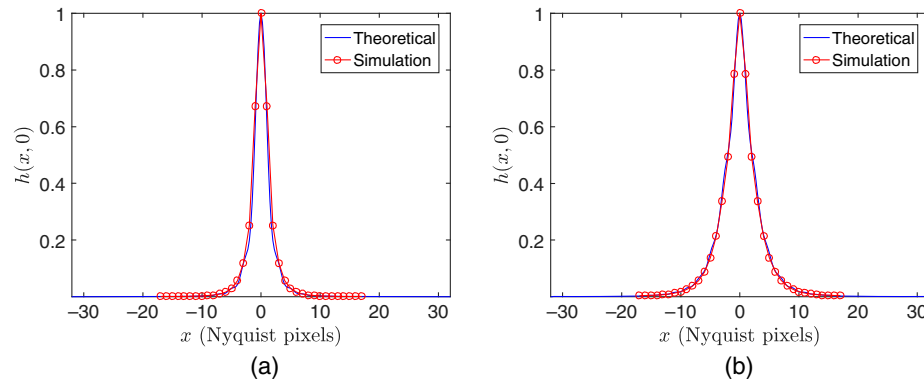 1
0.8
0.6
0.4
0.2
h(x, 0)
Theoretical
Simulation
−30 −20 −10 0 10 20 30
x (Nyquist pixels)
(a)
1
0.8
0.6
0.4
0.2
h(x, 0)
Theoretical
Simulation
−30 −20 −10 0 10 20 30
x (Nyquist pixels)
(b)